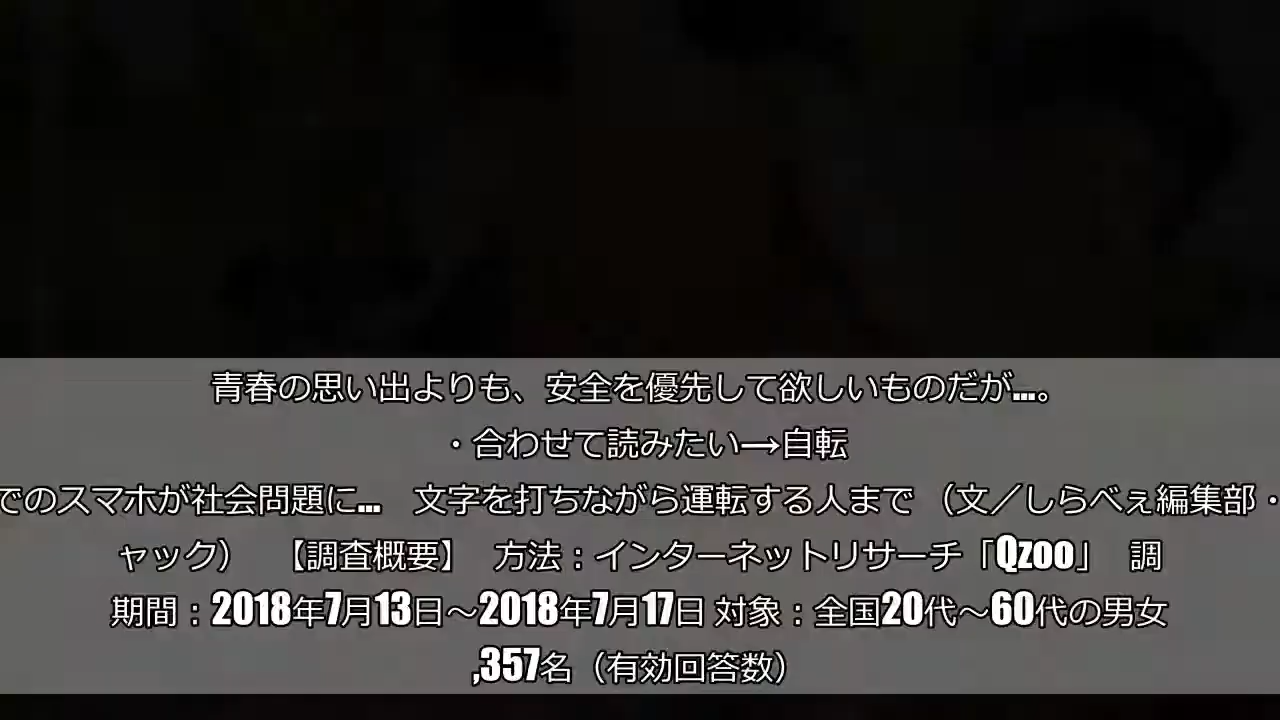 青春の思い出よりも、安全を優先して欲しいものだが…。
・合わせて読みたい→自転
でのスマホが社会問題に… 文字を打ちながら運転する人まで （文／しらべぇ編集部・
ャック） 【調査概要】 方法：インターネットリサーチ「Qzoo」 調
期間：2018年7月13日～2018年7月17日 対象：全国20代～60代の男女
,357名（有効回答数）